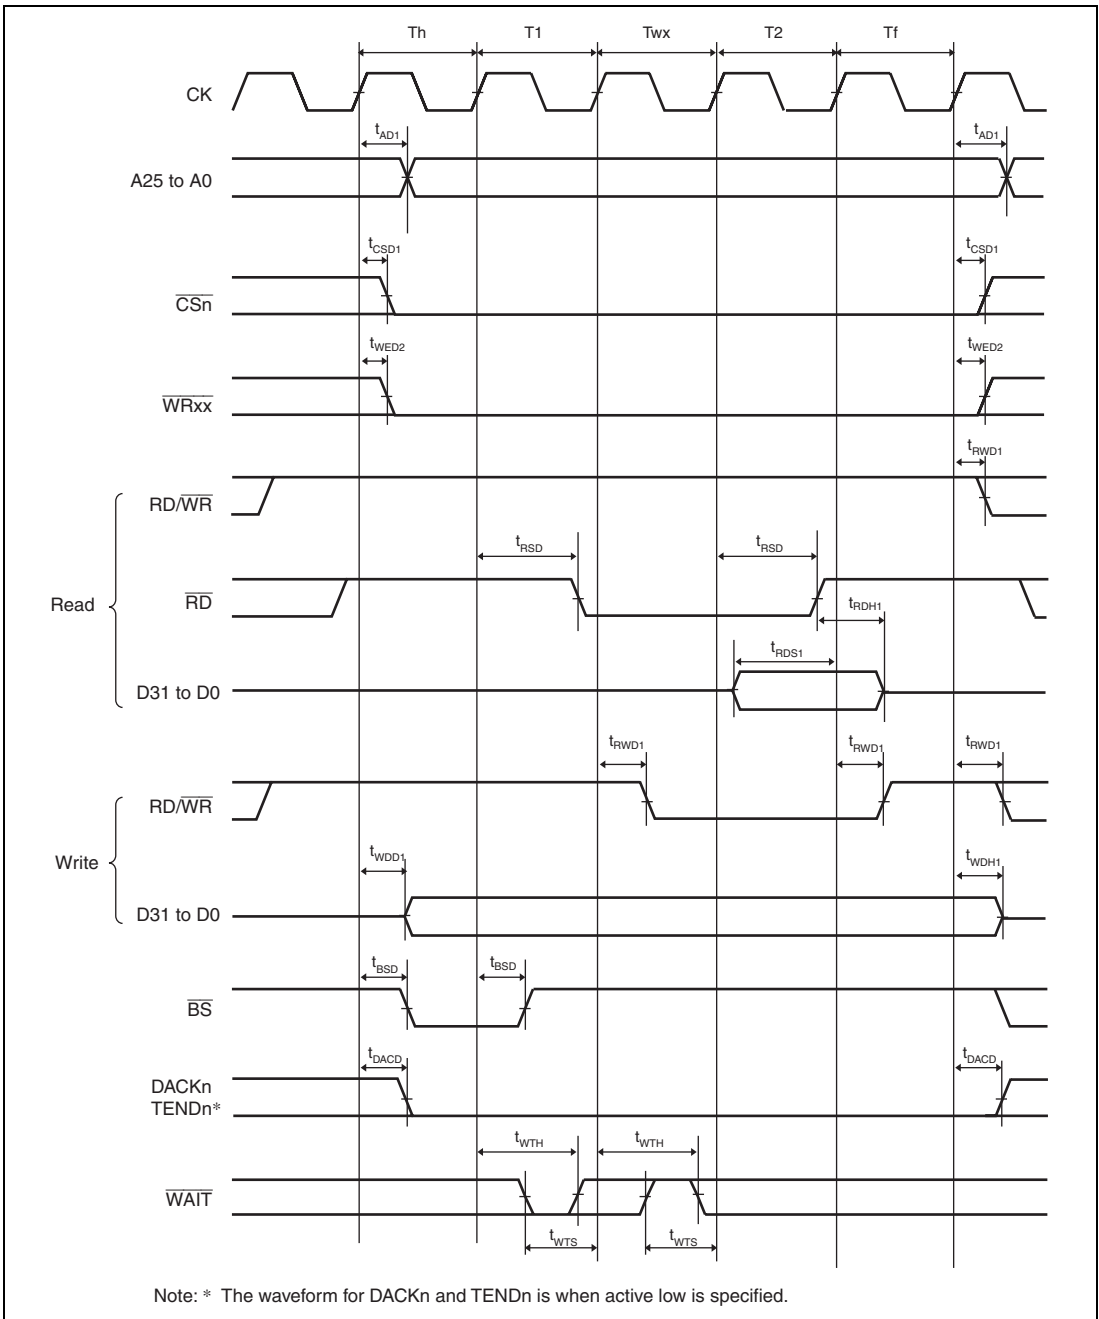 Th T1 Twx T2 Tf
CK
tAD1 tAD1
A25 to A0
tCSD1 tCSD1
CSn
tWED2 tWED2
WRxx
tRWD1
RD/WR
tRSD tRSD
Read RD
tRDH1
tRDS1
D31 to D0
tRWD1 tRWD1 tRWD1
RD/WR
Write tWDD1 tWDH1
D31 to D0
tBSD tBSD
BS
tDACD tDACD
DACKn
TENDn*
tWTH tWTH
WAIT
tWTS tWTS
Note: * The waveform for DACKn and TENDn is when active low is specified.